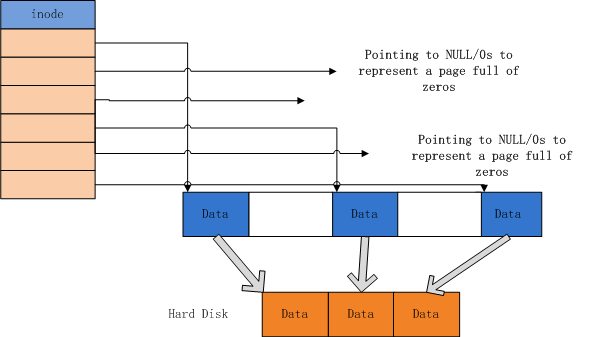 inode
Pointing to NULL/0s to
represent a page full of
zeros
Pointing to NULL/0s to
represent a page full of
zeros
Data Data Data
Hard Disk Data Data Data